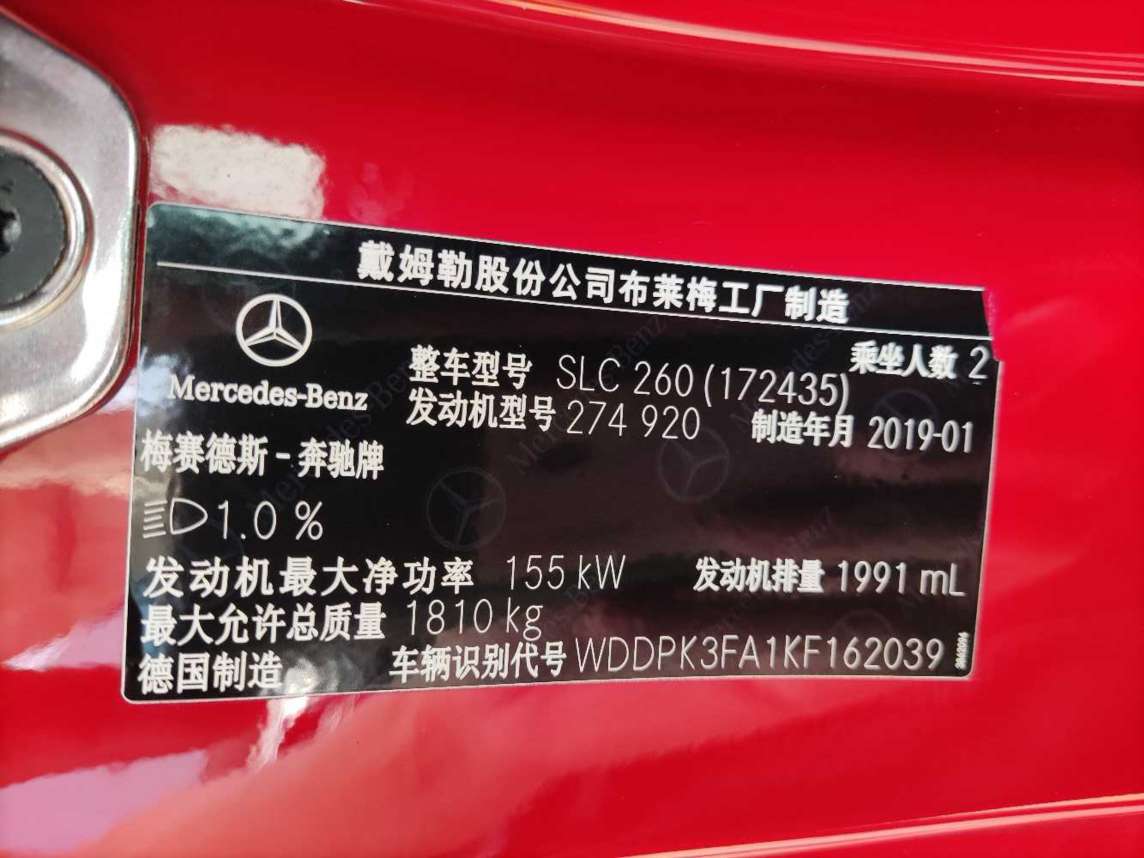 戴姆勒股份公司布莱梅工厂制造
Mercedes-Benz
整车型号 SLC 260 (172435)
乘坐人数 2
发动机型号 274 920
制造年月 2019-01
梅赛德斯-奔驰牌
1.0 %
发动机最大净功率 155 kW
发动机排量 1991 mL
最大允许总质量 1810 kg
德国制造
车辆识别代号 WDDPK3FA1KF162039